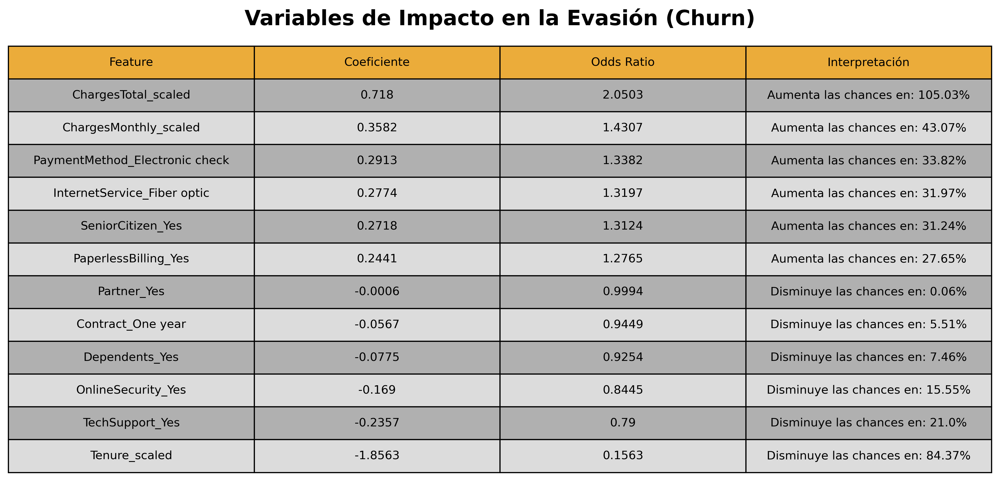 Variables de Impacto en la Evasión (Churn)
Feature Coeficiente Odds Ratio Interpretación
ChargesTotal_scaled 0.718 2.0503 Aumenta las chances en: 105.03%
ChargesMonthly_scaled 0.3582 1.4307 Aumenta las chances en: 43.07%
PaymentMethod_Electronic check 0.2913 1.3382 Aumenta las chances en: 33.82%
InternetService_Fiber optic 0.2774 1.3197 Aumenta las chances en: 31.97%
SeniorCitizen_Yes 0.2718 1.3124 Aumenta las chances en: 31.24%
PaperlessBilling_Yes 0.2441 1.2765 Aumenta las chances en: 27.65%
Partner_Yes -0.0006 0.9994 Disminuye las chances en: 0.06%
Contract_One year -0.0567 0.9449 Disminuye las chances en: 5.51%
Dependents_Yes -0.0775 0.9254 Disminuye las chances en: 7.46%
OnlineSecurity_Yes -0.169 0.8445 Disminuye las chances en: 15.55%
TechSupport_Yes -0.2357 0.79 Disminuye las chances en: 21.0%
Tenure_scaled -1.8563 0.1563 Disminuye las chances en: 84.37%